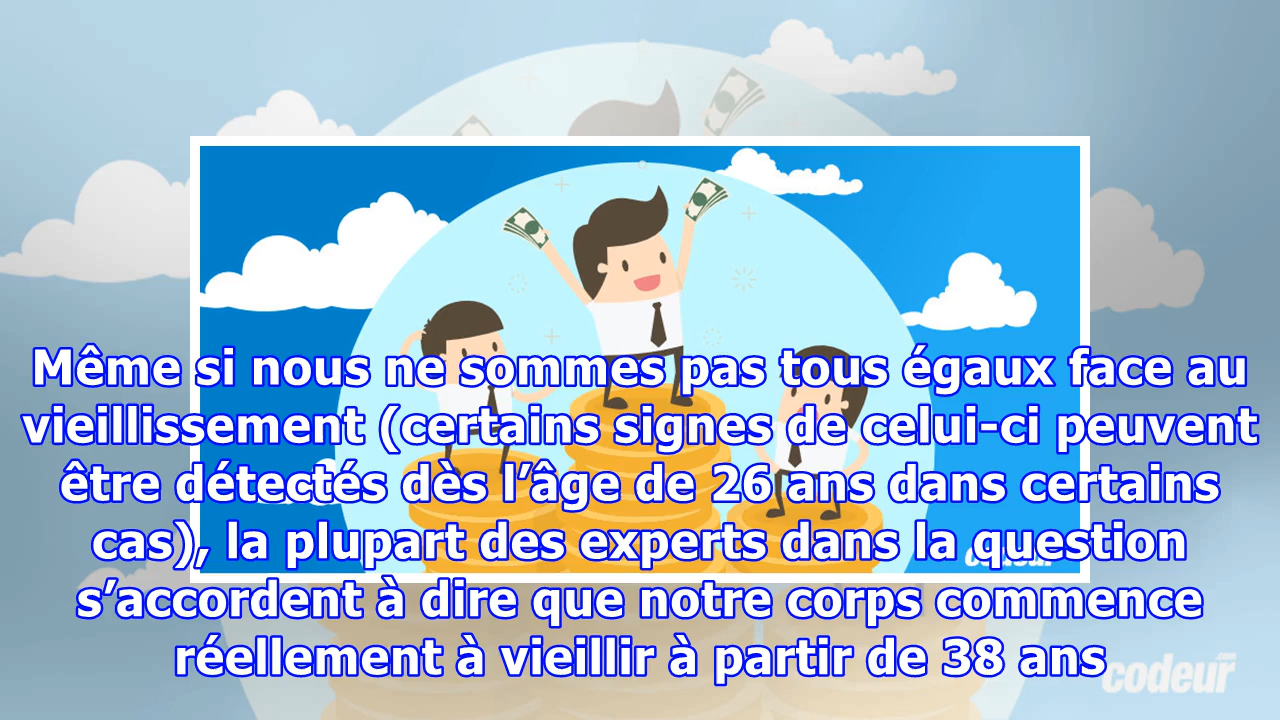 Même si nous ne sommes pas tous égaux face au
vieillissement (certains signes de celui-ci peuvent
être détectés dès l’âge de 26 ans dans certains
cas), la plupart des experts dans la question
s’accordent à dire que notre corps commence
réellement à vieillir à partir de 38 ans
codeur.com